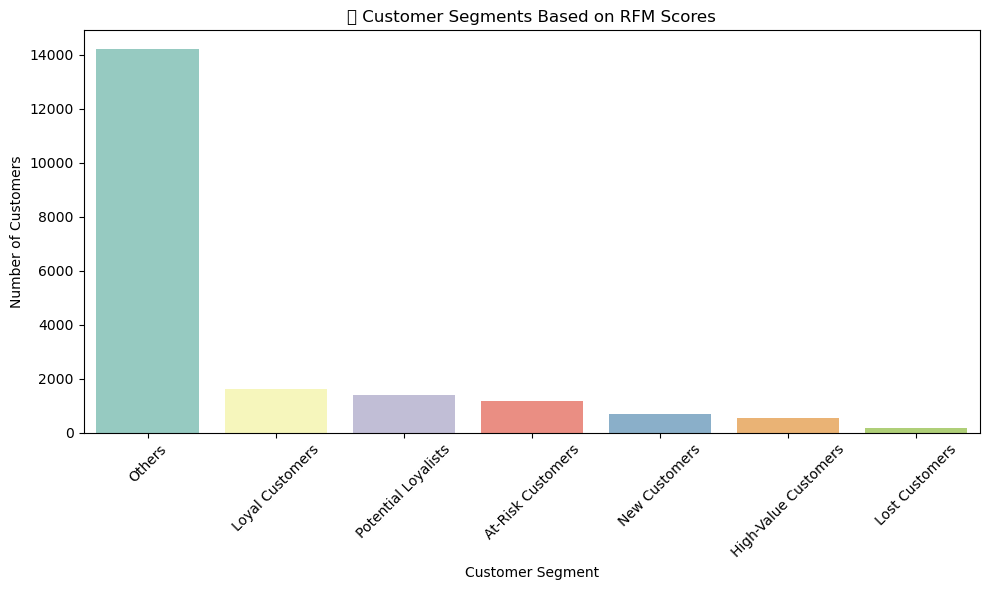 ▯ Customer Segments Based on RFM Scores
Number of Customers
14000
12000
10000
8000
6000
4000
2000
0
Others
Loyal Customers
Potential Loyalists
At-Risk Customers
New Customers
High-Value Customers
Lost Customers
Customer Segment